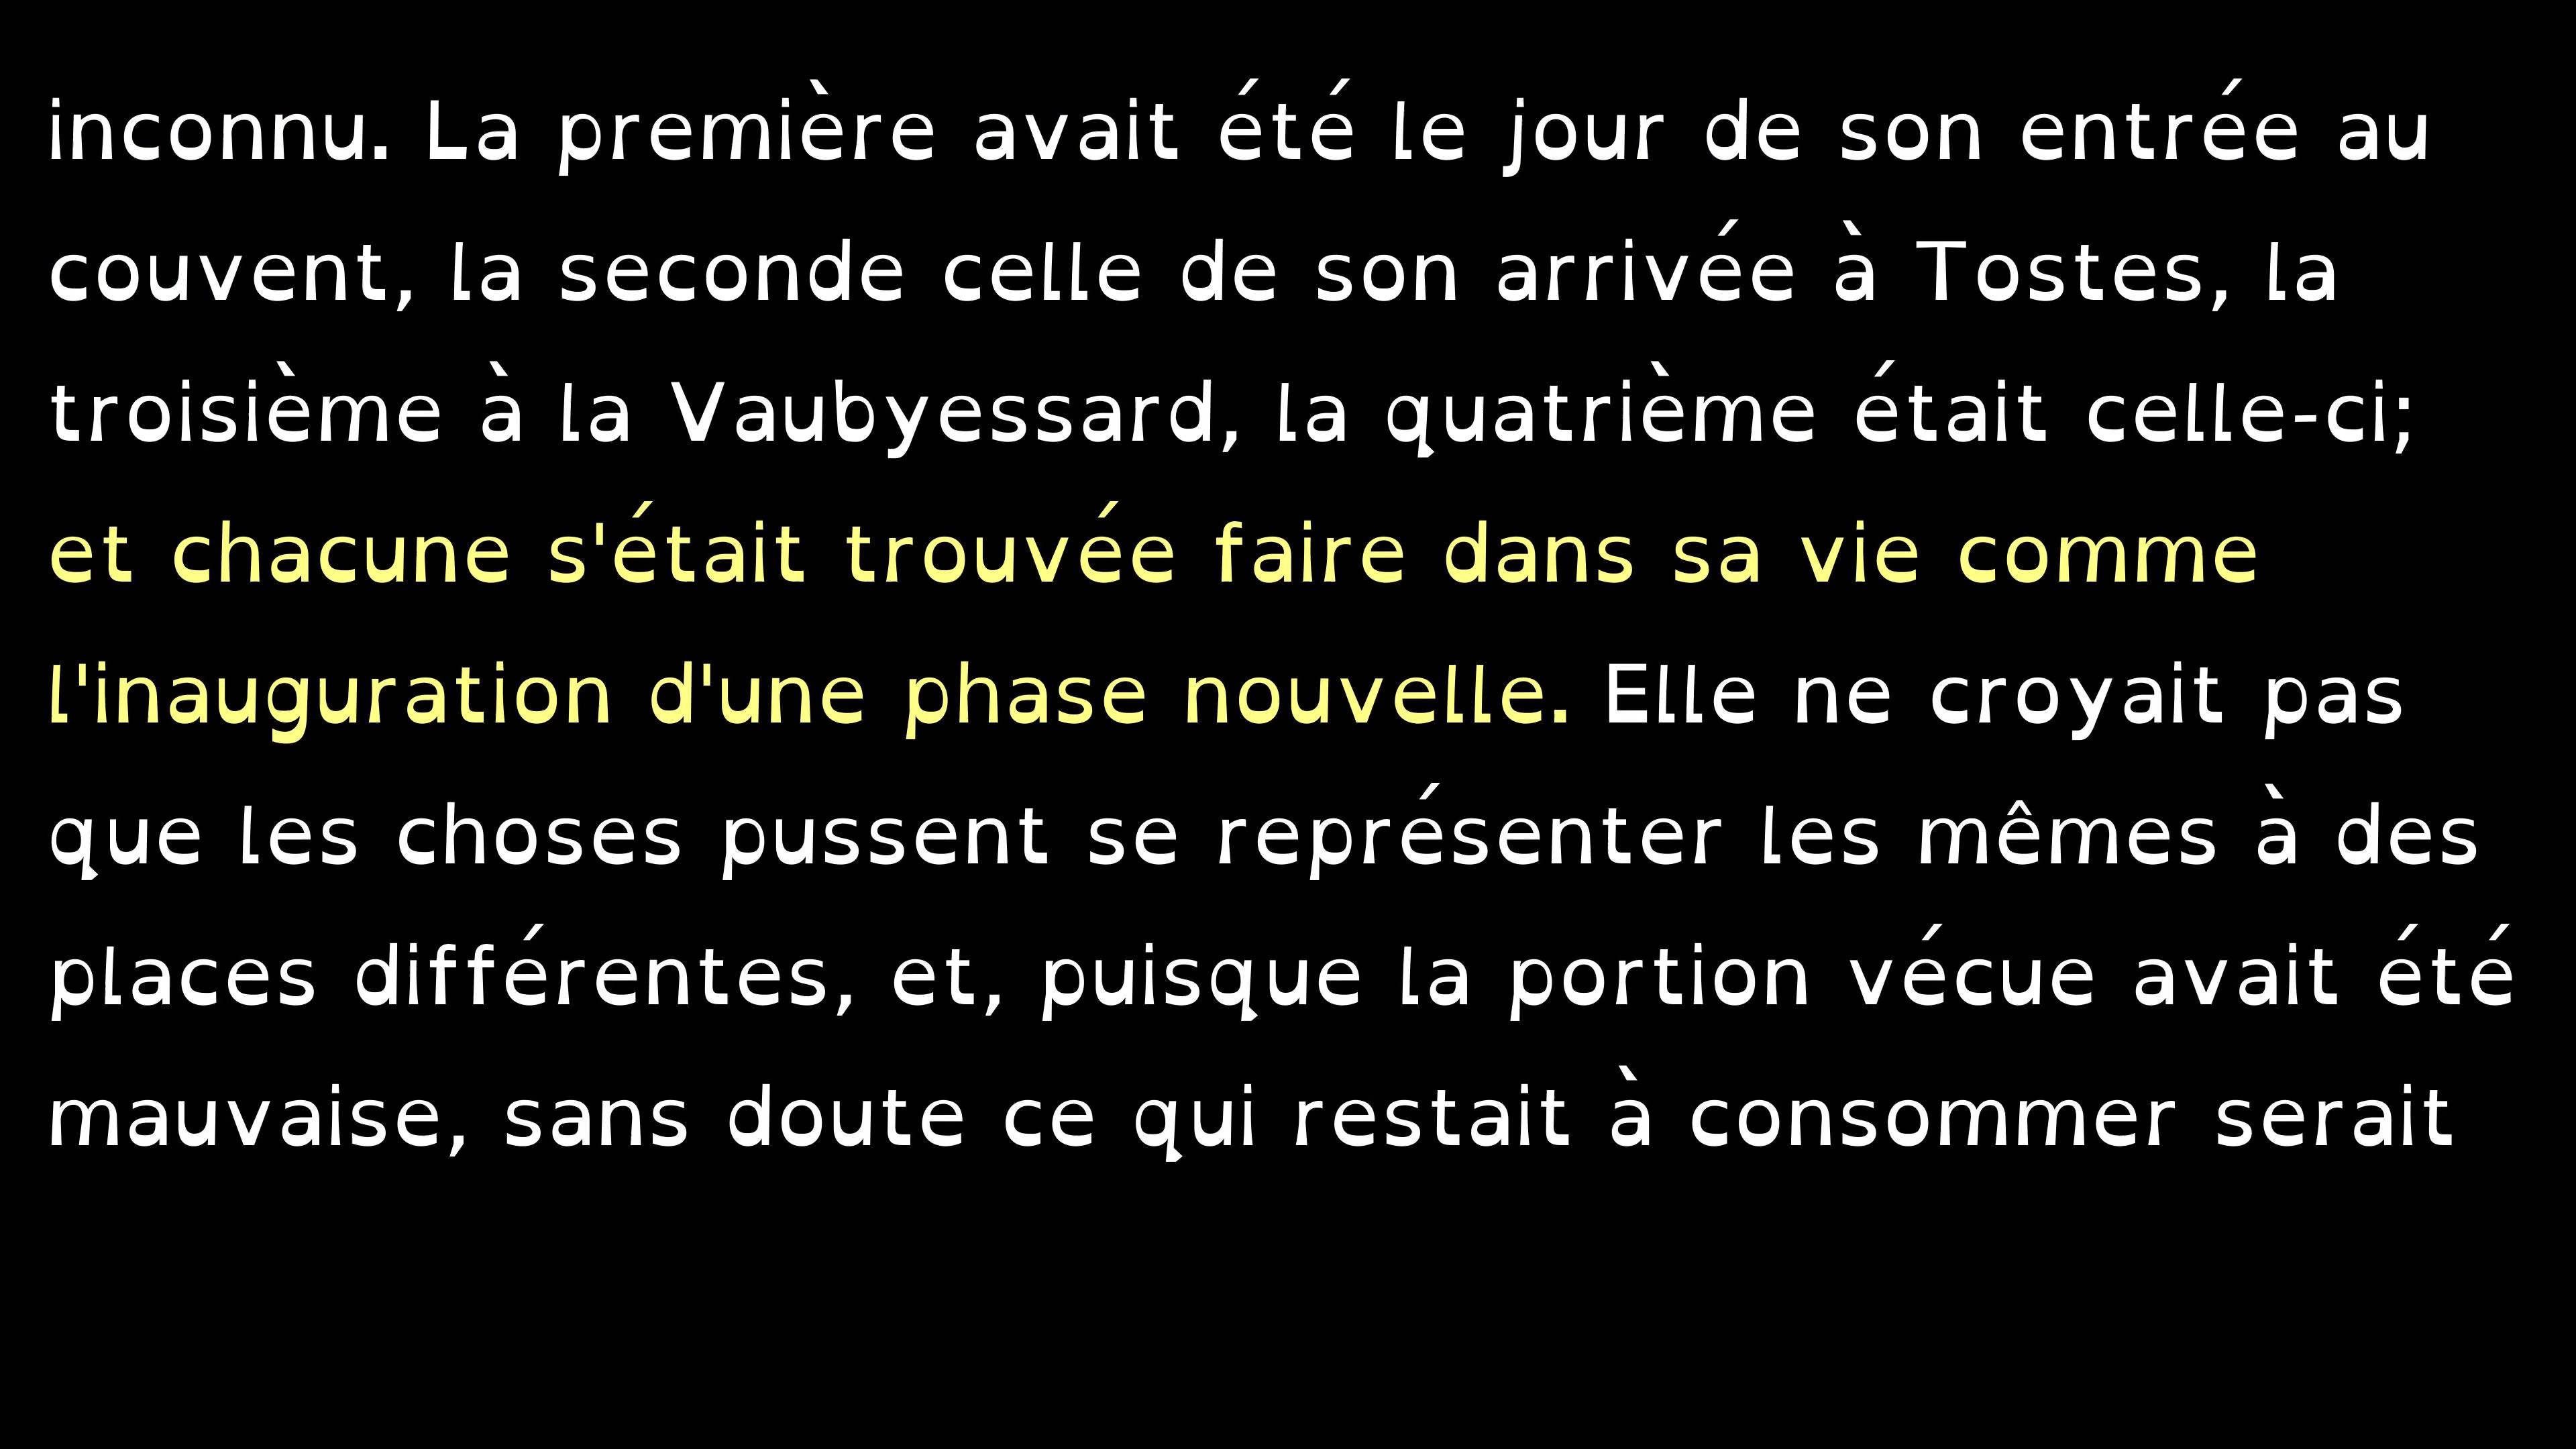 inconnu. La première avait été le jour de son entrée au
couvent, la seconde celle de son arrivée à Tostes, la
troisième à la Vaubyessard, la quatrième était celle-ci;
et chacune s'était trouvée faire dans sa vie comme
l'inauguration d'une phase nouvelle. Elle ne croyait pas
que les choses pussent se représenter les mêmes à des
places différentes, et, puisque la portion vécue avait été
mauvaise, sans doute ce qui restait à consommer serait